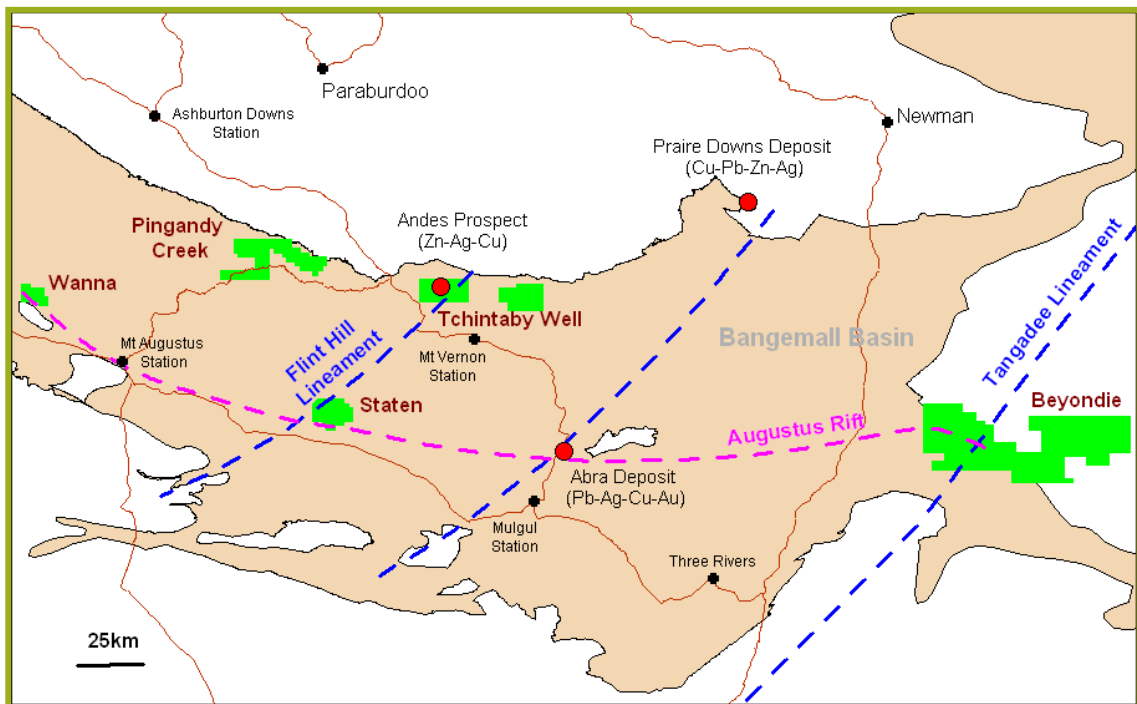 Paraburdoo
Ashburton Downs
Station
Newman
Praire Downs Deposit
(Cu-Pb-Zn-Ag)
Andes Prospect
(Zn-Ag-Cu)
Pingandy
Creek
Wanna
Tchintaby Well
Mt Augustus
Station
Flint Hill
Lineament
Mt Vernon
Station
Bangemall Basin
Tangadee Lineament
Staten
Beyondie
Augustus Rift
Abra Deposit
(Pb-Ag-Cu-Au)
Mulgul
Station
Three Rivers
25km